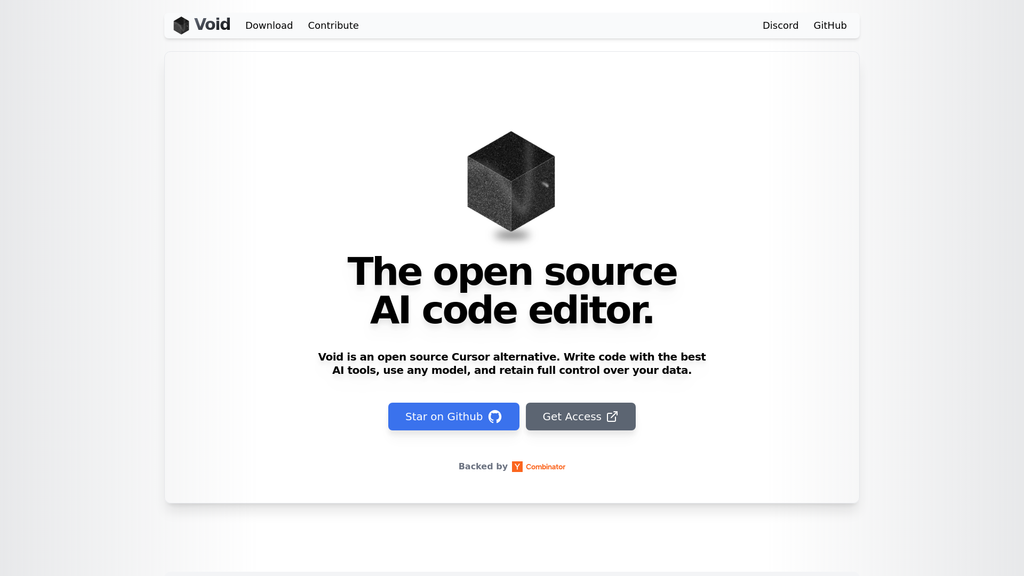 Void
Download
Contribute
Discord
GitHub
The open source
AI code editor.
Void is an open source Cursor alternative. Write code with the best
AI tools, use any model, and retain full control over your data.
Star on Github
Get Access
Backed by Y Combinator